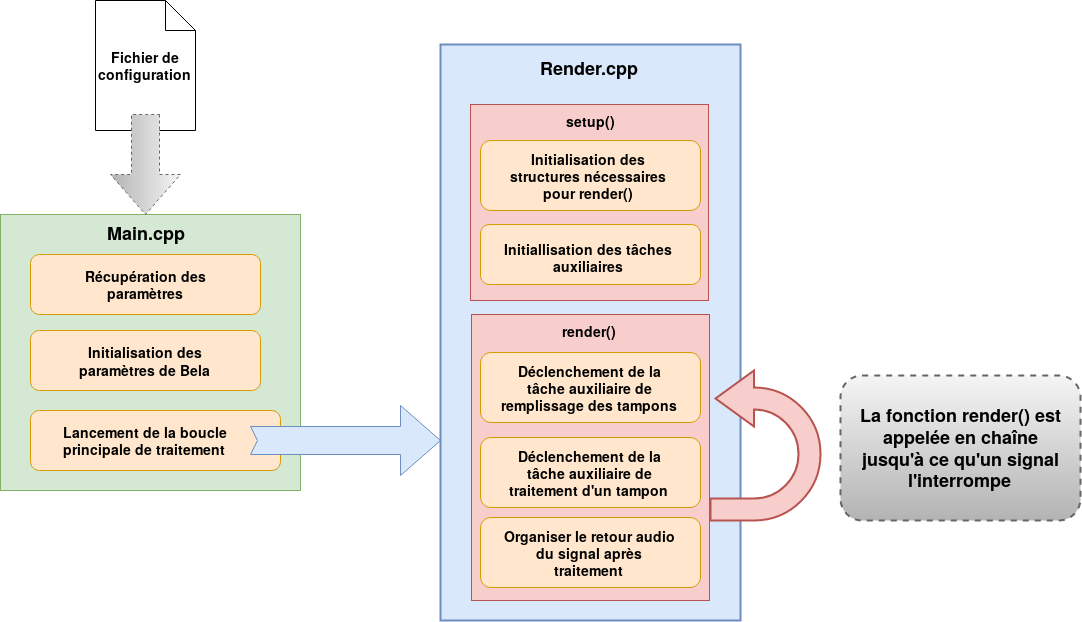 Fichier de
configuration
Main.cpp
Récupération des
paramètres
Initialisation des
paramètres de Bela
Lancement de la boucle
principale de traitement
Render.cpp
setup()
Initialisation des
structures nécessaires
pour render()
Initiallisation des tâches
auxiliaires
render()
Déclenchement de la
tâche auxiliaire de
remplissage des tampons
Déclenchement de la
tâche auxiliaire de
traitement d'un tampon
Organiser le retour audio
du signal après
traitement
La fonction render() est
appelée en chaîne
jusqu'à ce qu'un signal
l'interrompe